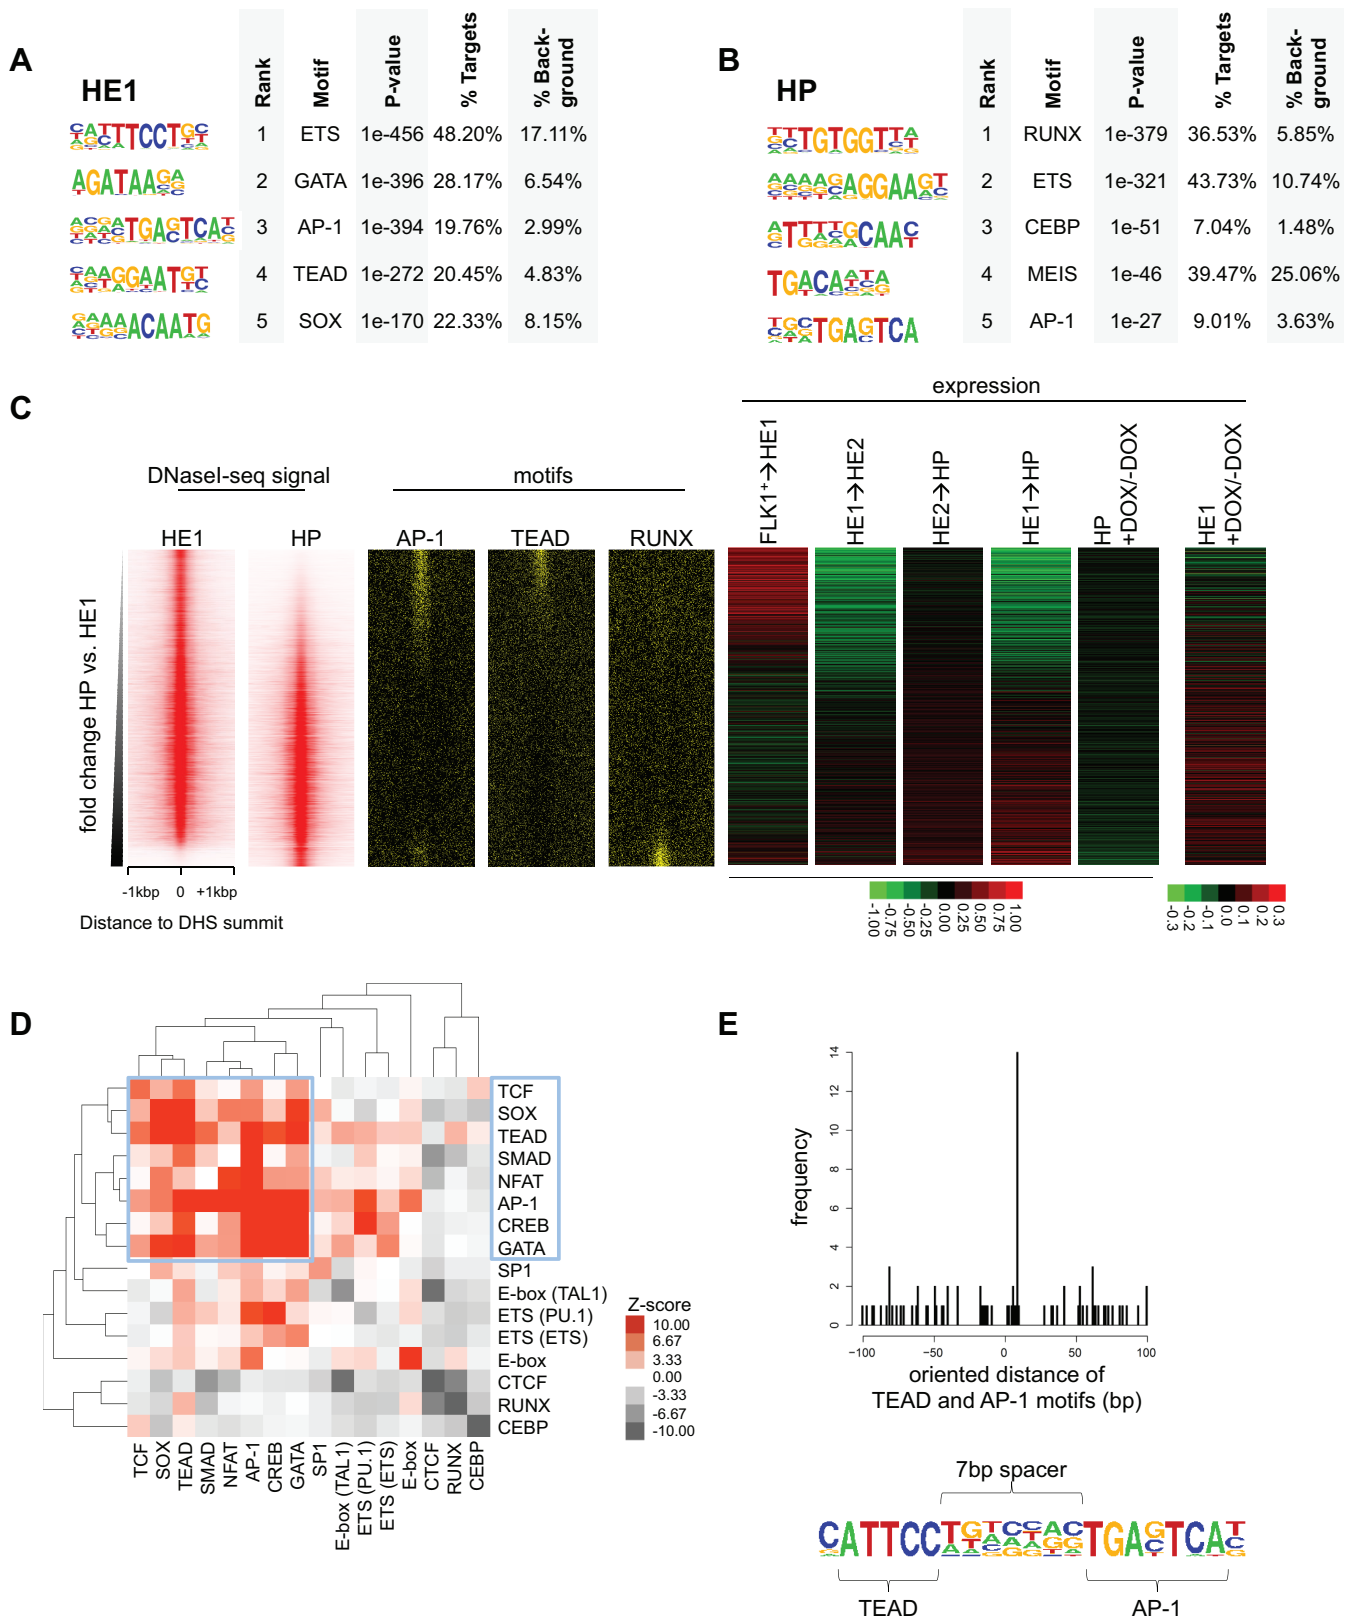 A
HE1
Rank
Motif
P-value
% Targets
% Back-
ground
1 ETS 1e-456 48.20% 17.11%
2 GATA 1e-396 28.17% 6.54%
3 AP-1 1e-394 19.76% 2.99%
4 TEAD 1e-272 20.45% 4.83%
5 SOX 1e-170 22.33% 8.15%
B
HP
Rank
Motif
P-value
% Targets
% Back-
ground
1 RUNX 1e-379 36.53% 5.85%
2 ETS 1e-321 43.73% 10.74%
3 CEBP 1e-51 7.04% 1.48%
4 MEIS 1e-46 39.47% 25.06%
5 AP-1 1e-27 9.01% 3.63%
C
DNaseI-seq signal
motifs
expression
HE1 HP AP-1 TEAD RUNX
FLK1⁺→HE1
HE1→HE2
HE2→HP
HE1→HP
HP
+DOX/-DOX
HE1
+DOX/-DOX
fold change HP vs. HE1
-1kbp 0 +1kbp
Distance to DHS summit
-1.00 -0.75 -0.50 -0.25 0.00 0.25 0.50 0.75 1.00
-0.3 -0.2 -0.1 0.0 0.1 0.2 0.3
D
TCF
SOX
TEAD
SMAD
NFAT
AP-1
CREB
GATA
SP1
E-box (TAL1)
ETS (PU.1)
ETS (ETS)
E-box
CTCF
RUNX
CEBP
TCF
SOX
TEAD
SMAD
NFAT
AP-1
CREB
GATA
SP1
E-box (TAL1)
ETS (PU.1)
ETS (ETS)
E-box
CTCF
RUNX
CEBP
Z-score
10.00
6.67
3.33
0.00
-3.33
-6.67
-10.00
E
frequency
14
12
10
8
6
4
2
0
−100 −50 0 50 100
oriented distance of
TEAD and AP-1 motifs (bp)
7bp spacer
TEAD AP-1